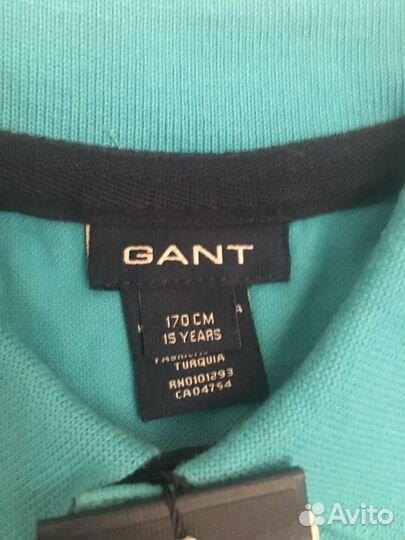 GANT
170 CM
15 YEARS
TURQUIA
RN0101293
CA04754
Avito